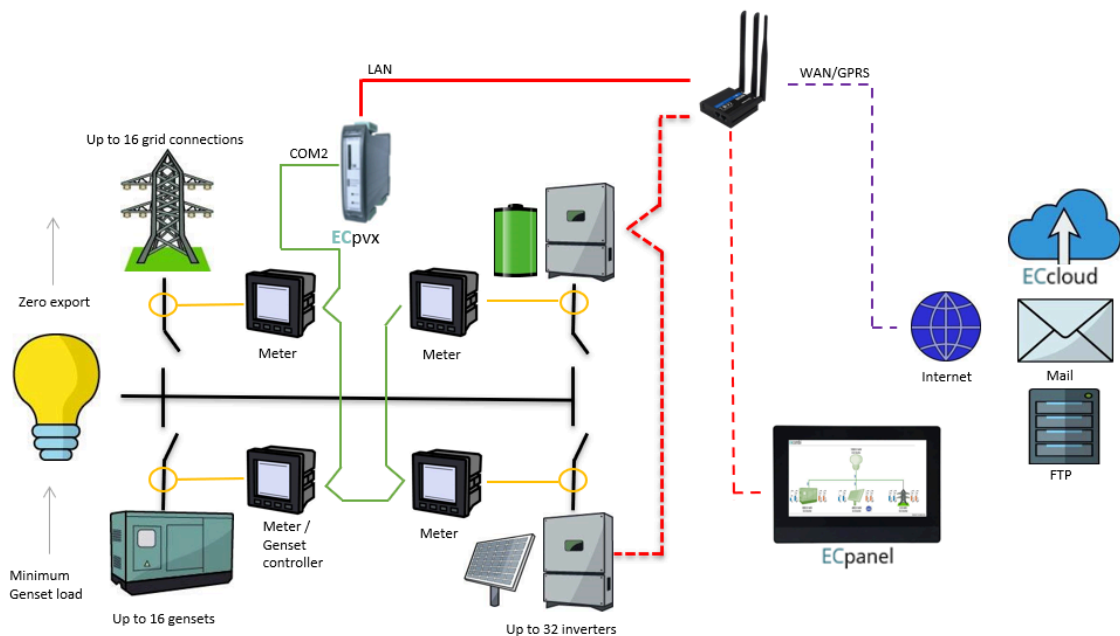 LAN
WAN/GPRS
Up to 16 grid connections
COM2
ECpvx
ECcloud
Zero export
Meter
Meter
Internet
Mail
FTP
Meter /
Genset
controller
Meter
ECpanel
Minimum
Genset load
Up to 16 gensets
Up to 32 inverters